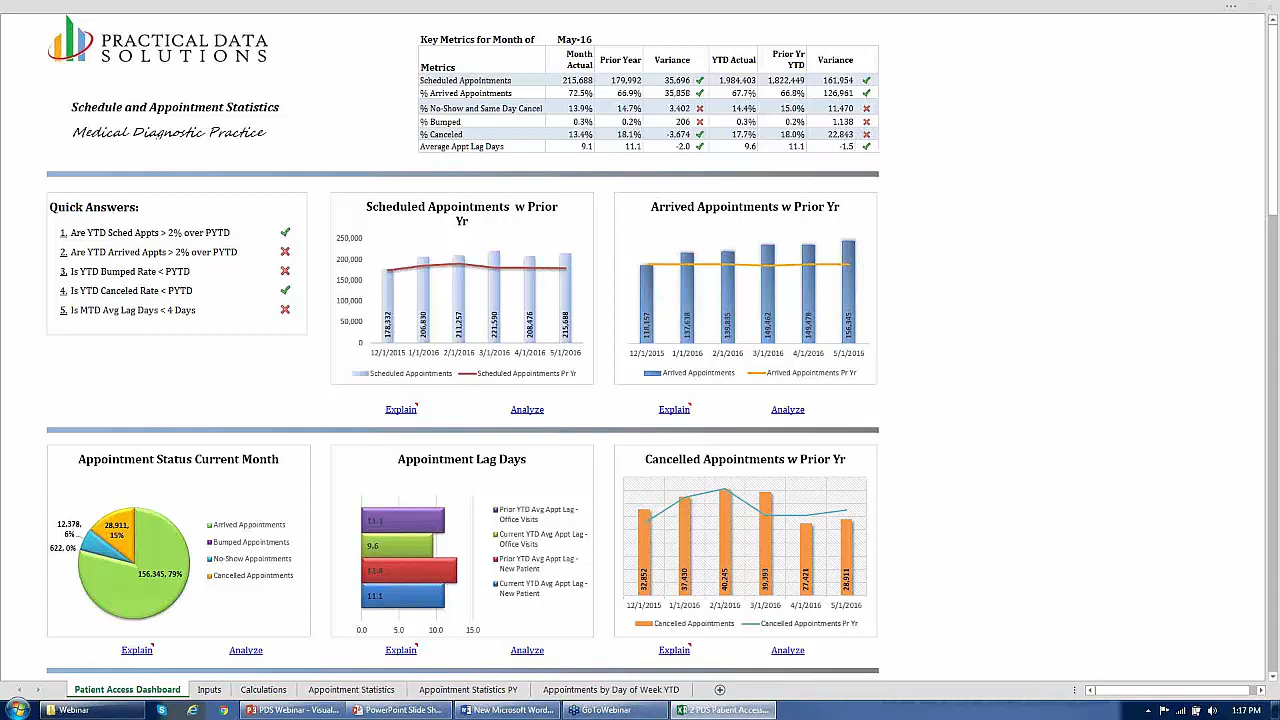 PRACTICAL DATA
SOLUTIONS
Schedule and Appointment Statistics
Medical Diagnostic Practice
Key Metrics for Month of May-16
Metrics Month Actual Prior Year Variance YTD Actual Prior Yr YTD Variance
Scheduled Appointments 215,688 179,992 35,696 1,984,403 1,822,449 161,954
% Arrived Appointments 72.5% 66.9% 35,858 67.7% 66.8% 126,961
% No-Show and Same Day Cancel 13.9% 14.7% 3,402 14.4% 15.0% 11,470
% Bumped 0.3% 0.2% 206 0.3% 0.2% 1,138
% Canceled 13.4% 18.1% -3,674 17.7% 18.0% 22,843
Average Appt Lag Days 9.1 11.1 -2.0 9.6 11.1 -1.5
Quick Answers:
1. Are YTD Sched Appts > 2% over PYTD
2. Are YTD Arrived Appts > 2% over PYTD
3. Is YTD Bumped Rate < PYTD
4. Is YTD Canceled Rate < PYTD
5. Is MTD Avg Lag Days < 4 Days
Scheduled Appointments w Prior
Yr
250,000
200,000
150,000
100,000
50,000
0
178,332 206,830 211,257 221,590 208,476 215,688
12/1/2015 1/1/2016 2/1/2016 3/1/2016 4/1/2016 5/1/2016
Scheduled Appointments Scheduled Appointments Pr Yr
Explain Analyze
Arrived Appointments w Prior Yr
118,157 137,038 139,835 149,462 149,478 156,345
12/1/2015 1/1/2016 2/1/2016 3/1/2016 4/1/2016 5/1/2016
Arrived Appointments Arrived Appointments Pr Yr
Explain Analyze
Appointment Status Current Month
12,378, 6%
622, 0%
28,911, 15%
156,345, 79%
Arrived Appointments
Bumped Appointments
No-Show Appointments
Cancelled Appointments
Explain Analyze
Appointment Lag Days
11.1
9.6
12.8
11.1
0.0 5.0 10.0 15.0
Prior YTD Avg Appt Lag -
Office Visits
Current YTD Avg Appt Lag -
Office Visits
Prior YTD Avg Appt Lag -
New Patient
Current YTD Avg Appt Lag -
New Patient
Explain Analyze
Cancelled Appointments w Prior Yr
32,852 37,430 40,245 39,393 27,421 28,911
12/1/2015 1/1/2016 2/1/2016 3/1/2016 4/1/2016 5/1/2016
Cancelled Appointments Cancelled Appointments Pr Yr
Explain Analyze
Patient Access Dashboard Inputs Calculations Appointment Statistics Appointment Statistics PY Appointments by Day of Week YTD
Webinar PDS Webinar - Visual... PowerPoint Slide Sh... New Microsoft Word... GoToWebinar 2 PDS Patient Access... 1:17 PM